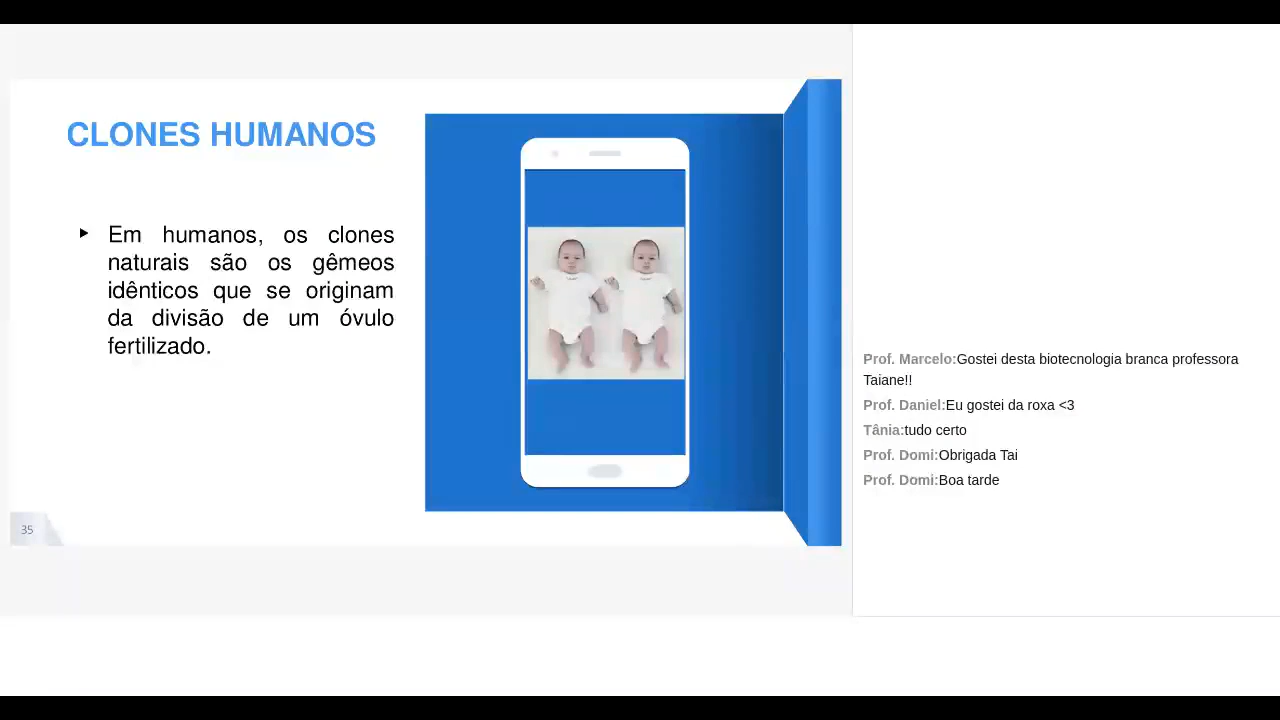 CLONES HUMANOS
Em humanos, os clones
naturais são os gêmeos
idênticos que se originam
da divisão de um óvulo
fertilizado.
35
Prof. Marcelo:Gostei desta biotecnologia branca professora
Taiane!!
Prof. Daniel:Eu gostei da roxa <3
Tânia:tudo certo
Prof. Domi:Obrigada Tai
Prof. Domi:Boa tarde